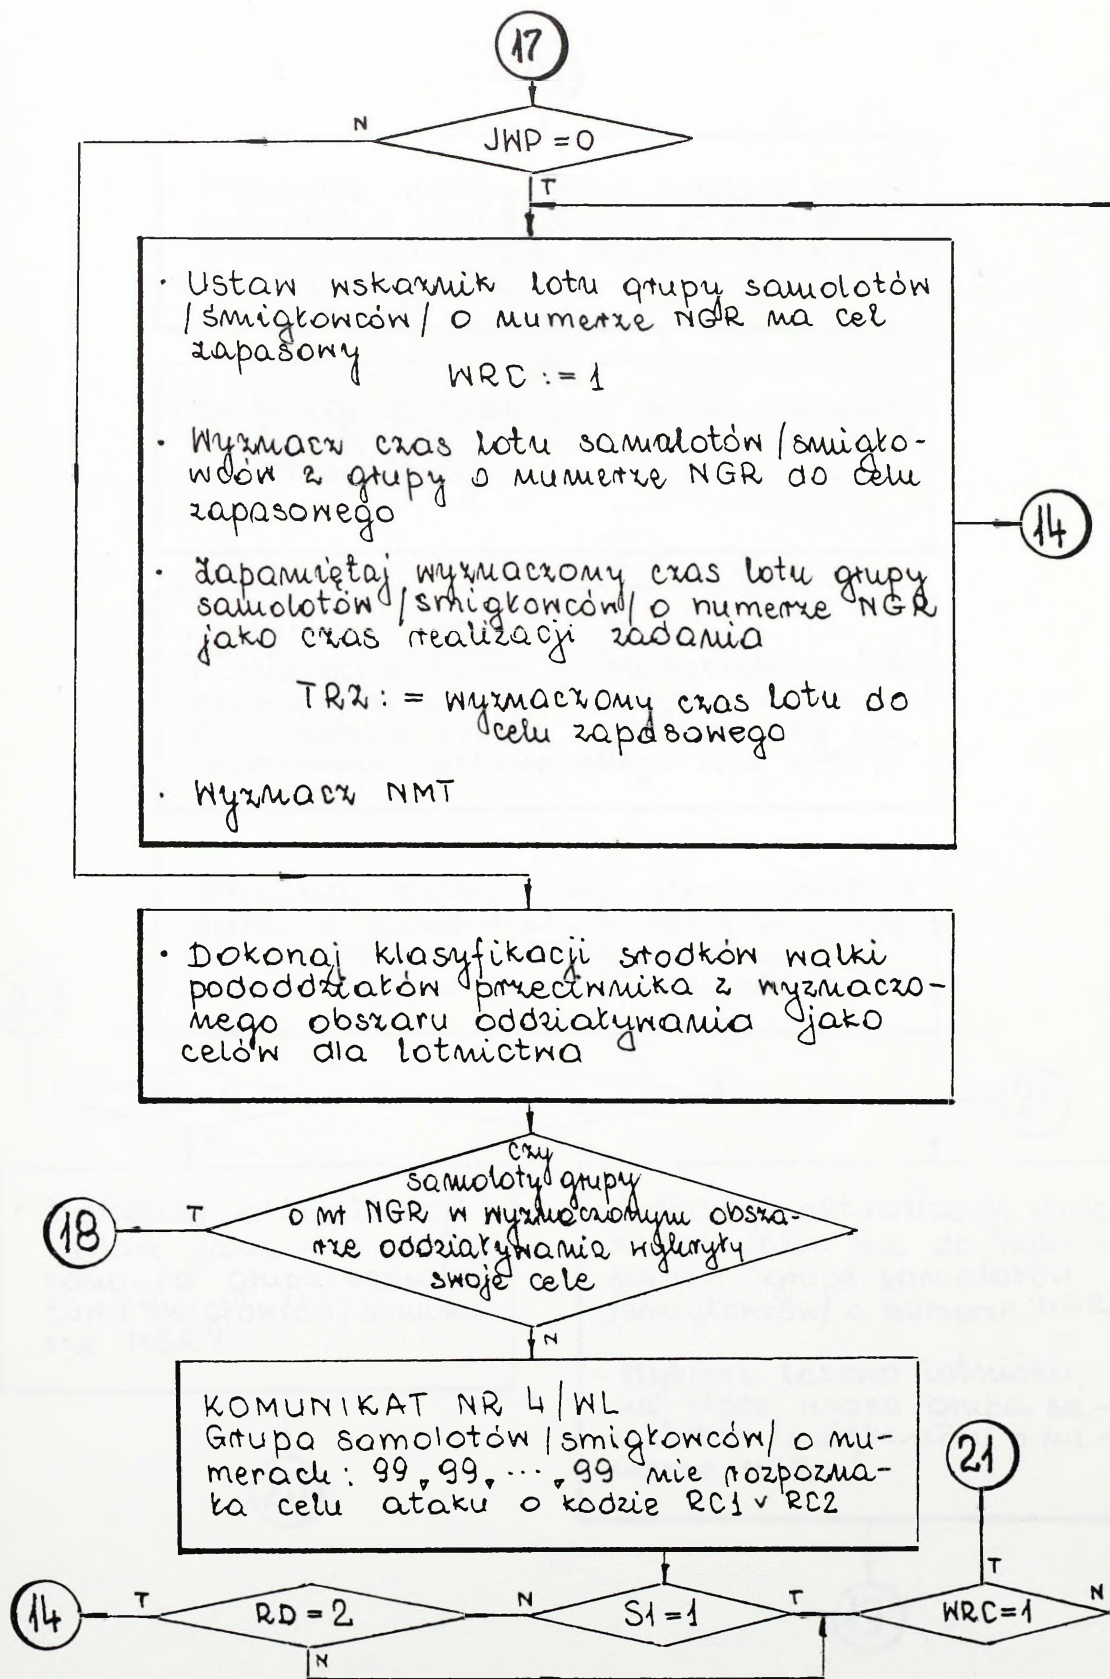 17
N
JWP = 0
T
· Ustaw wskaźnik lotu grupy samolotów
/śmigłowców/ o numerze NGR na cel
zapasowy
WRC := 1
· Wyznacz czas lotu samolotów /śmigło-
wców z grupy o numerze NGR do celu
zapasowego
14
· Zapamiętaj wyznaczony czas lotu grupy
samolotów /śmigłowców/ o numerze NGR
jako czas realizacji zadania
TRZ := wyznaczony czas lotu do
celu zapasowego
· Wyznacz NMT
· Dokonaj klasyfikacji środków walki
pododdziałów przeciwnika z wyznaczo-
nego obszaru oddziaływania jako
celów dla lotnictwa
czy
samoloty grupy
o nr NGR w wyznaczonym obsza-
rze oddziaływania wykryły
swoje cele
18
T
N
KOMUNIKAT NR 4/WL
Grupa samolotów /śmigłowców/ o nu-
merach: 99,99,...,99 nie rozpozna-
ła celu ataku o kodzie RC1 v RC2
21
T
14
T
RD = 2
N
S1=1
T
WRC=1
N
N